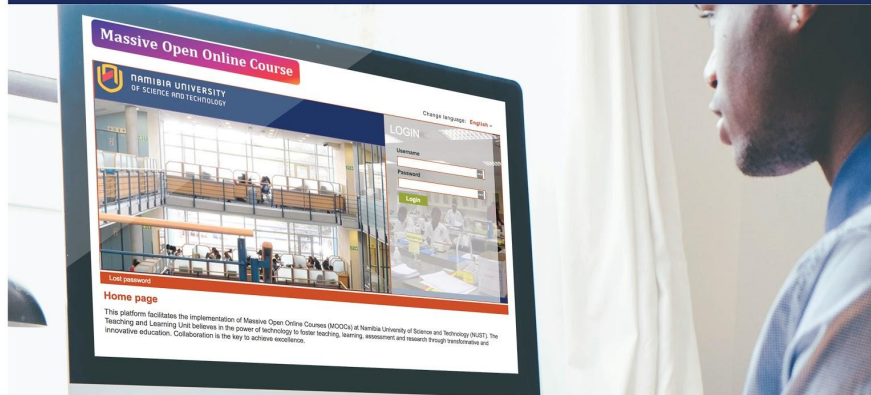 Massive Open Online Course
NAMIBIA UNIVERSITY
OF SCIENCE AND TECHNOLOGY
Change language: English
LOGIN
Username
Password
Login
Lost password
Home page
This platform facilitates the implementation of Massive Open Online Courses (MOOCs) at Namibia University of Science and Technology (NUST). The
Teaching and Learning Unit believes in the power of technology to foster teaching, learning, assessment and research through transformative and
innovative education. Collaboration is the key to achieve excellence.